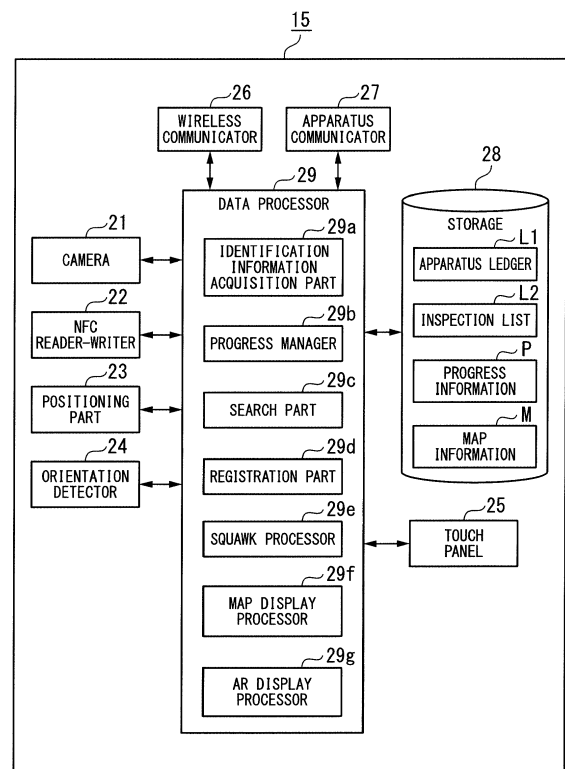 15
26
WIRELESS
COMMUNICATOR
27
APPARATUS
COMMUNICATOR
29
DATA PROCESSOR
28
STORAGE
21
CAMERA
29a
IDENTIFICATION
INFORMATION
ACQUISITION PART
L1
APPARATUS LEDGER
22
NFC
READER-WRITER
29b
PROGRESS MANAGER
L2
INSPECTION LIST
23
POSITIONING
PART
29c
SEARCH PART
P
PROGRESS
INFORMATION
24
ORIENTATION
DETECTOR
29d
REGISTRATION PART
M
MAP
INFORMATION
29e
SQUAWK PROCESSOR
25
TOUCH
PANEL
29f
MAP DISPLAY
PROCESSOR
29g
AR DISPLAY
PROCESSOR